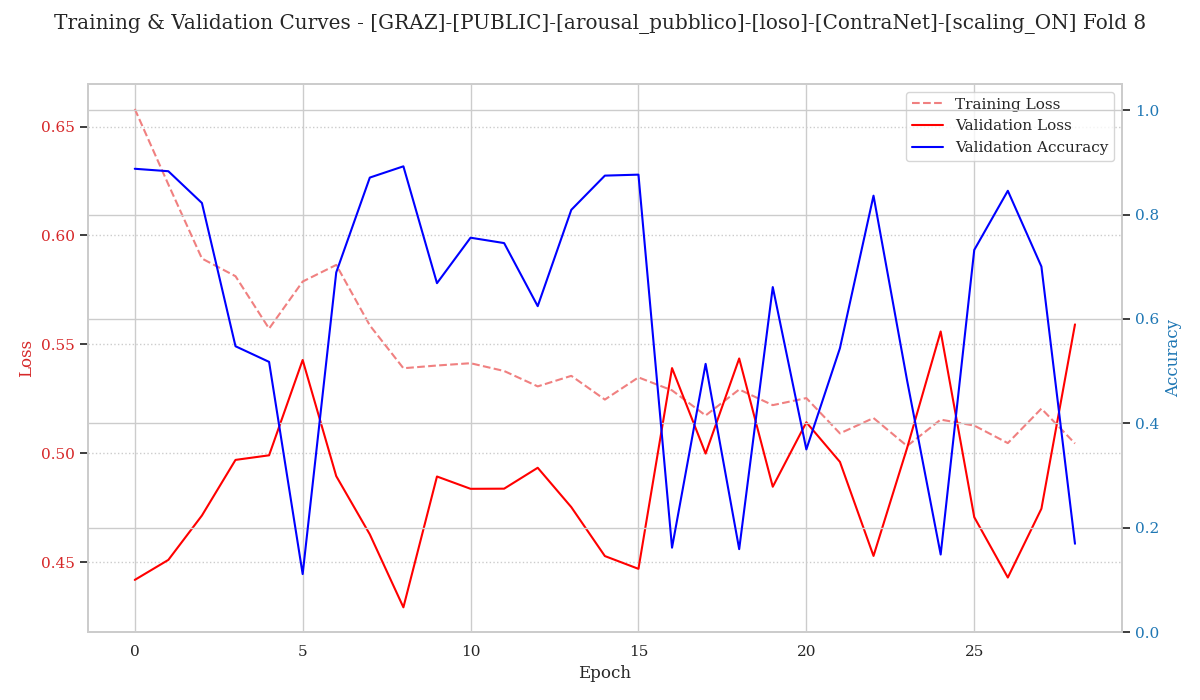 Training & Validation Curves - [GRAZ]-[PUBLIC]-[arousal_pubblico]-[loso]-[ContraNet]-[scaling_ON] Fold 8
Training Loss
Validation Loss
Validation Accuracy
0.65
0.60
0.55
0.50
0.45
Loss
1.0
0.8
0.6
0.4
0.2
0.0
Accuracy
0 5 10 15 20 25
Epoch